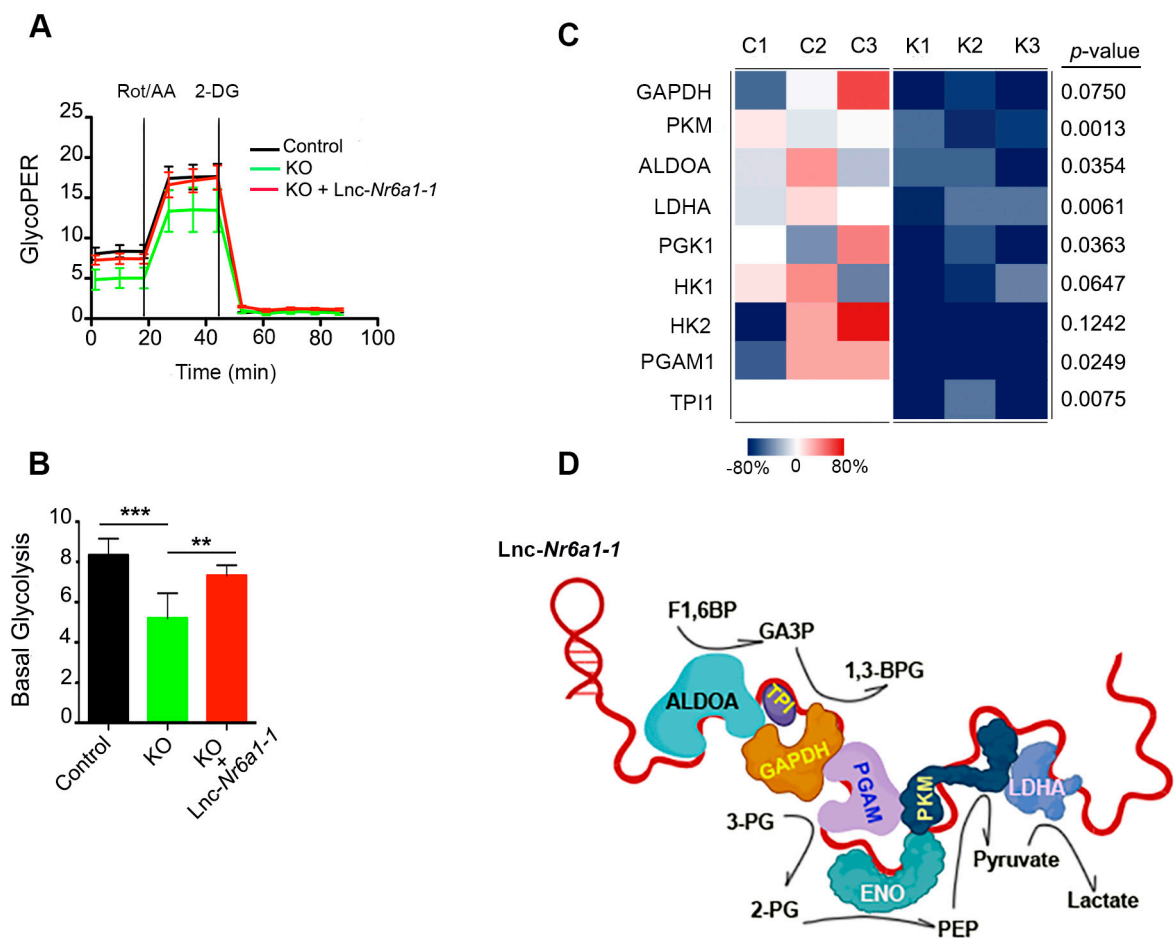 A
Rot/AA 2-DG
25
20
15
10
5
0
GlycoPER
Control
KO
KO + Lnc-Nr6a1-1
0 20 40 60 80 100
Time (min)
B
10
8
6
4
2
0
Basal Glycolysis
*** **
Control
KO
KO
+
Lnc-Nr6a1-1
C
C1 C2 C3 K1 K2 K3 p-value
GAPDH 0.0750
PKM 0.0013
ALDOA 0.0354
LDHA 0.0061
PGK1 0.0363
HK1 0.0647
HK2 0.1242
PGAM1 0.0249
TPI1 0.0075
-80% 0 80%
D
Lnc-Nr6a1-1
F1,6BP
GA3P
1,3-BPG
ALDOA
TPI
GAPDH
PGAM
PKM
LDHA
3-PG
ENO
2-PG
PEP
Pyruvate
Lactate